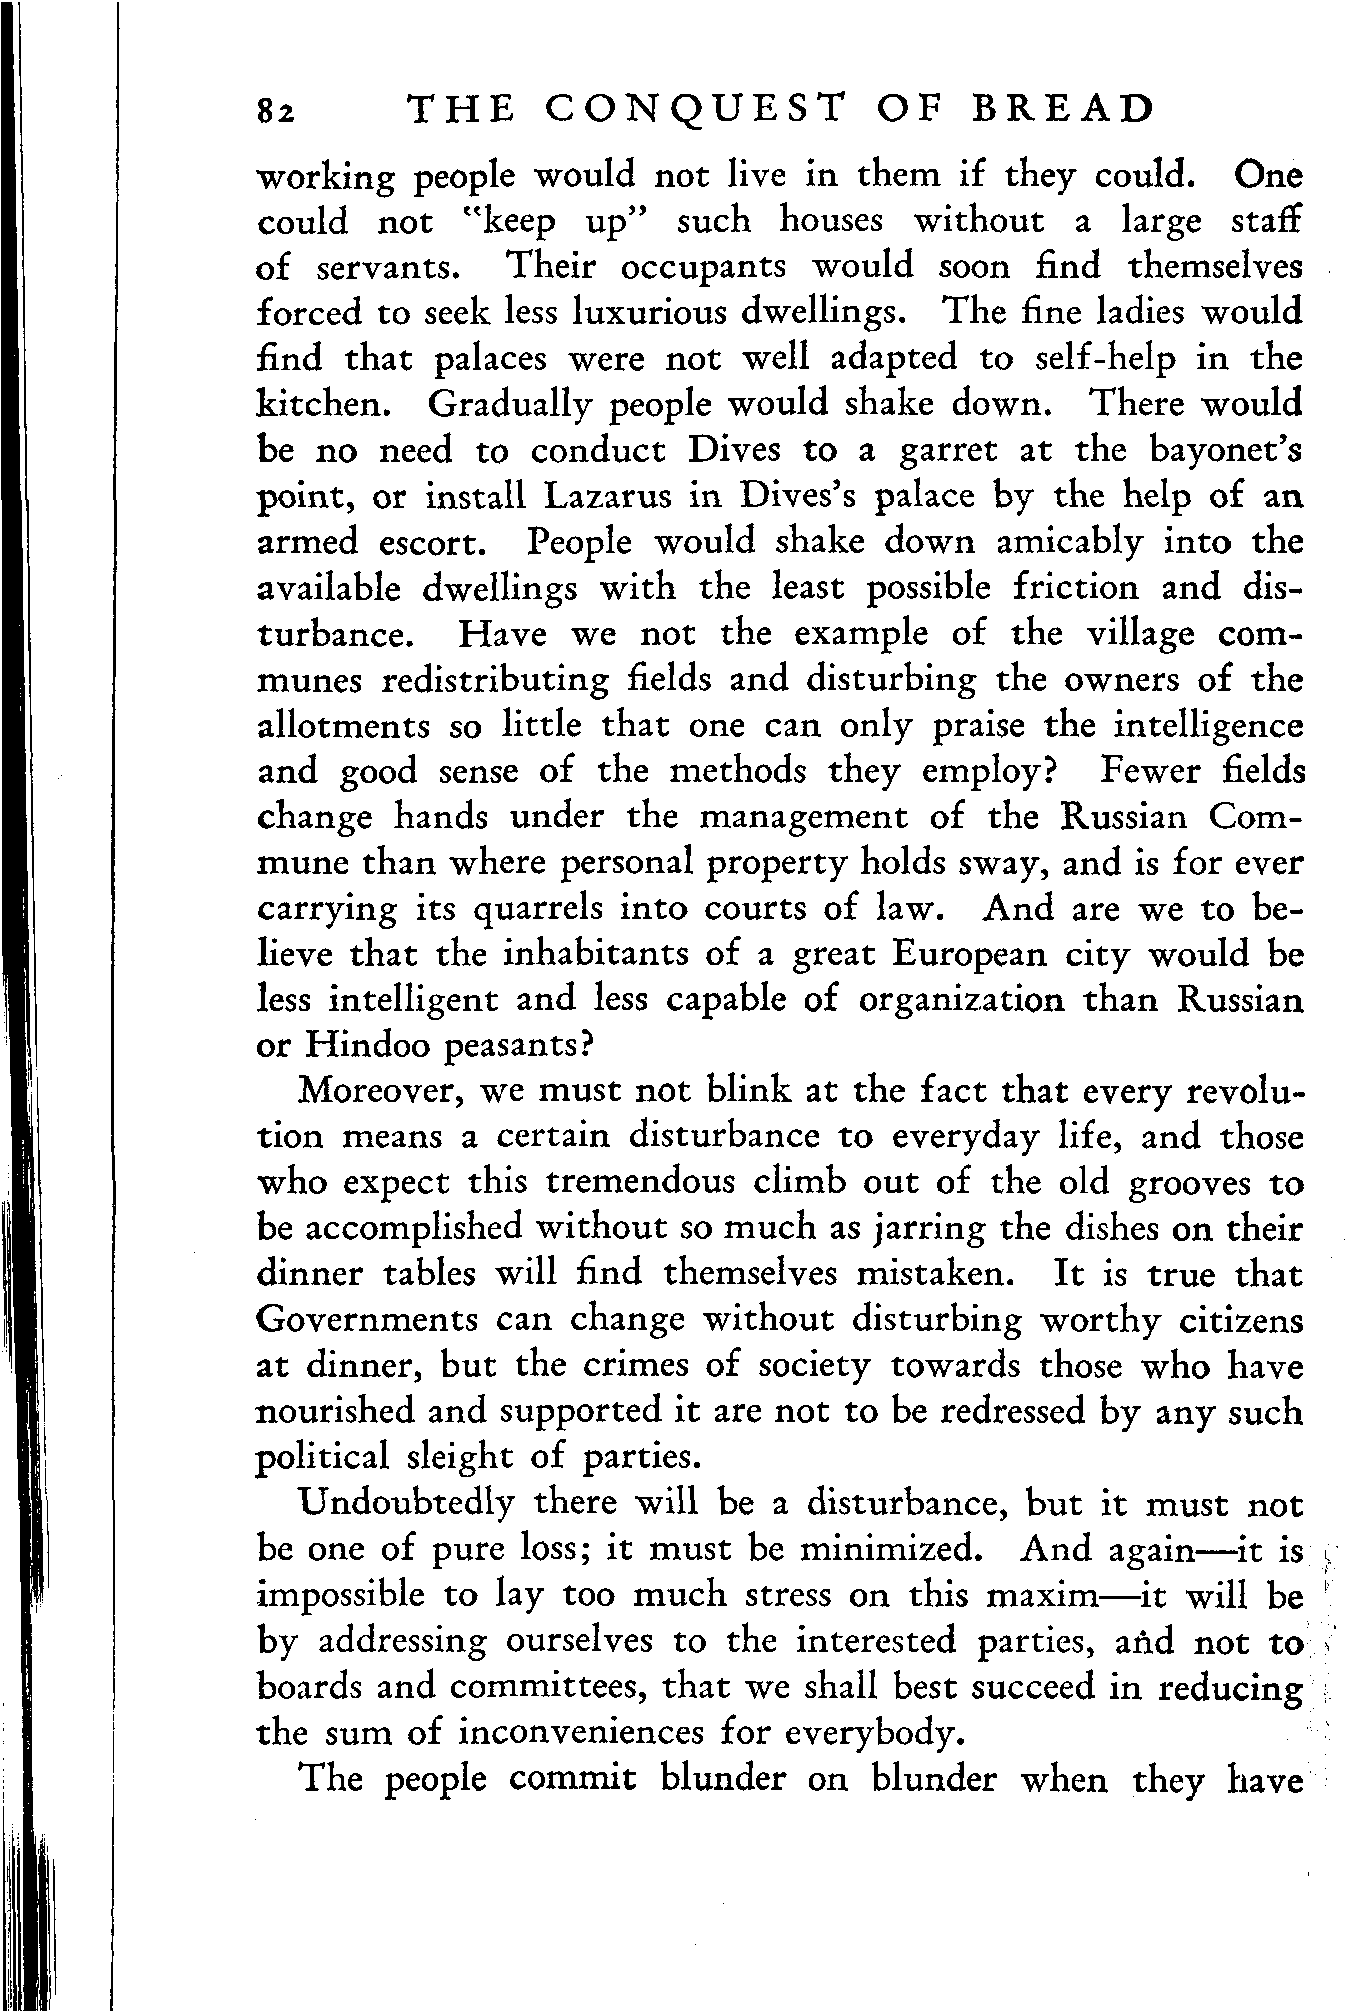 82 THE CONQUEST OF BREAD
working people would not live in them if they could. One
could not "keep up" such houses without a large staff
of servants. Their occupants would soon find themselves
forced to seek less luxurious dwellings. The fine ladies would
find that palaces were not well adapted to self-help in the
kitchen. Gradually people would shake down. There would
be no need to conduct Dives to a garret at the bayonet's
point, or install Lazarus in Dives's palace by the help of an
armed escort. People would shake down amicably into the
available dwellings with the least possible friction and dis-
turbance. Have we not the example of the village com-
munes redistributing fields and disturbing the owners of the
allotments so little that one can only praise the intelligence
and good sense of the methods they employ? Fewer fields
change hands under the management of the Russian Com-
mune than where personal property holds sway, and is for ever
carrying its quarrels into courts of law. And are we to be-
lieve that the inhabitants of a great European city would be
less intelligent and less capable of organization than Russian
or Hindoo peasants?
Moreover, we must not blink at the fact that every revolu-
tion means a certain disturbance to everyday life, and those
who expect this tremendous climb out of the old grooves to
be accomplished without so much as jarring the dishes on their
dinner tables will find themselves mistaken. It is true that
Governments can change without disturbing worthy citizens
at dinner, but the crimes of society towards those who have
nourished and supported it are not to be redressed by any such
political sleight of parties.
Undoubtedly there will be a disturbance, but it must not
be one of pure loss; it must be minimized. And again—it is
impossible to lay too much stress on this maxim—it will be
by addressing ourselves to the interested parties, and not to
boards and committees, that we shall best succeed in reducing
the sum of inconveniences for everybody.
The people commit blunder on blunder when they have